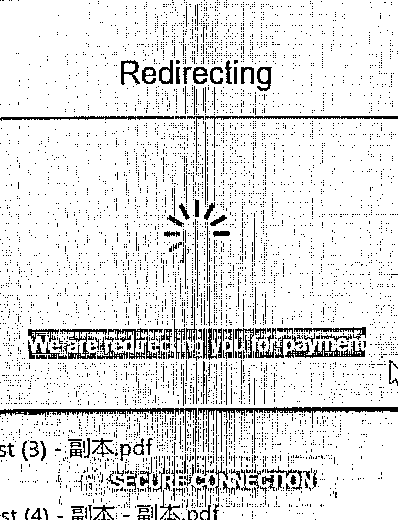 Redirecting
We are redirecting you for payment
st (3) - 副本.pdf
SECURE CONNECTION
st (4) - 副本 - 副本.pdf